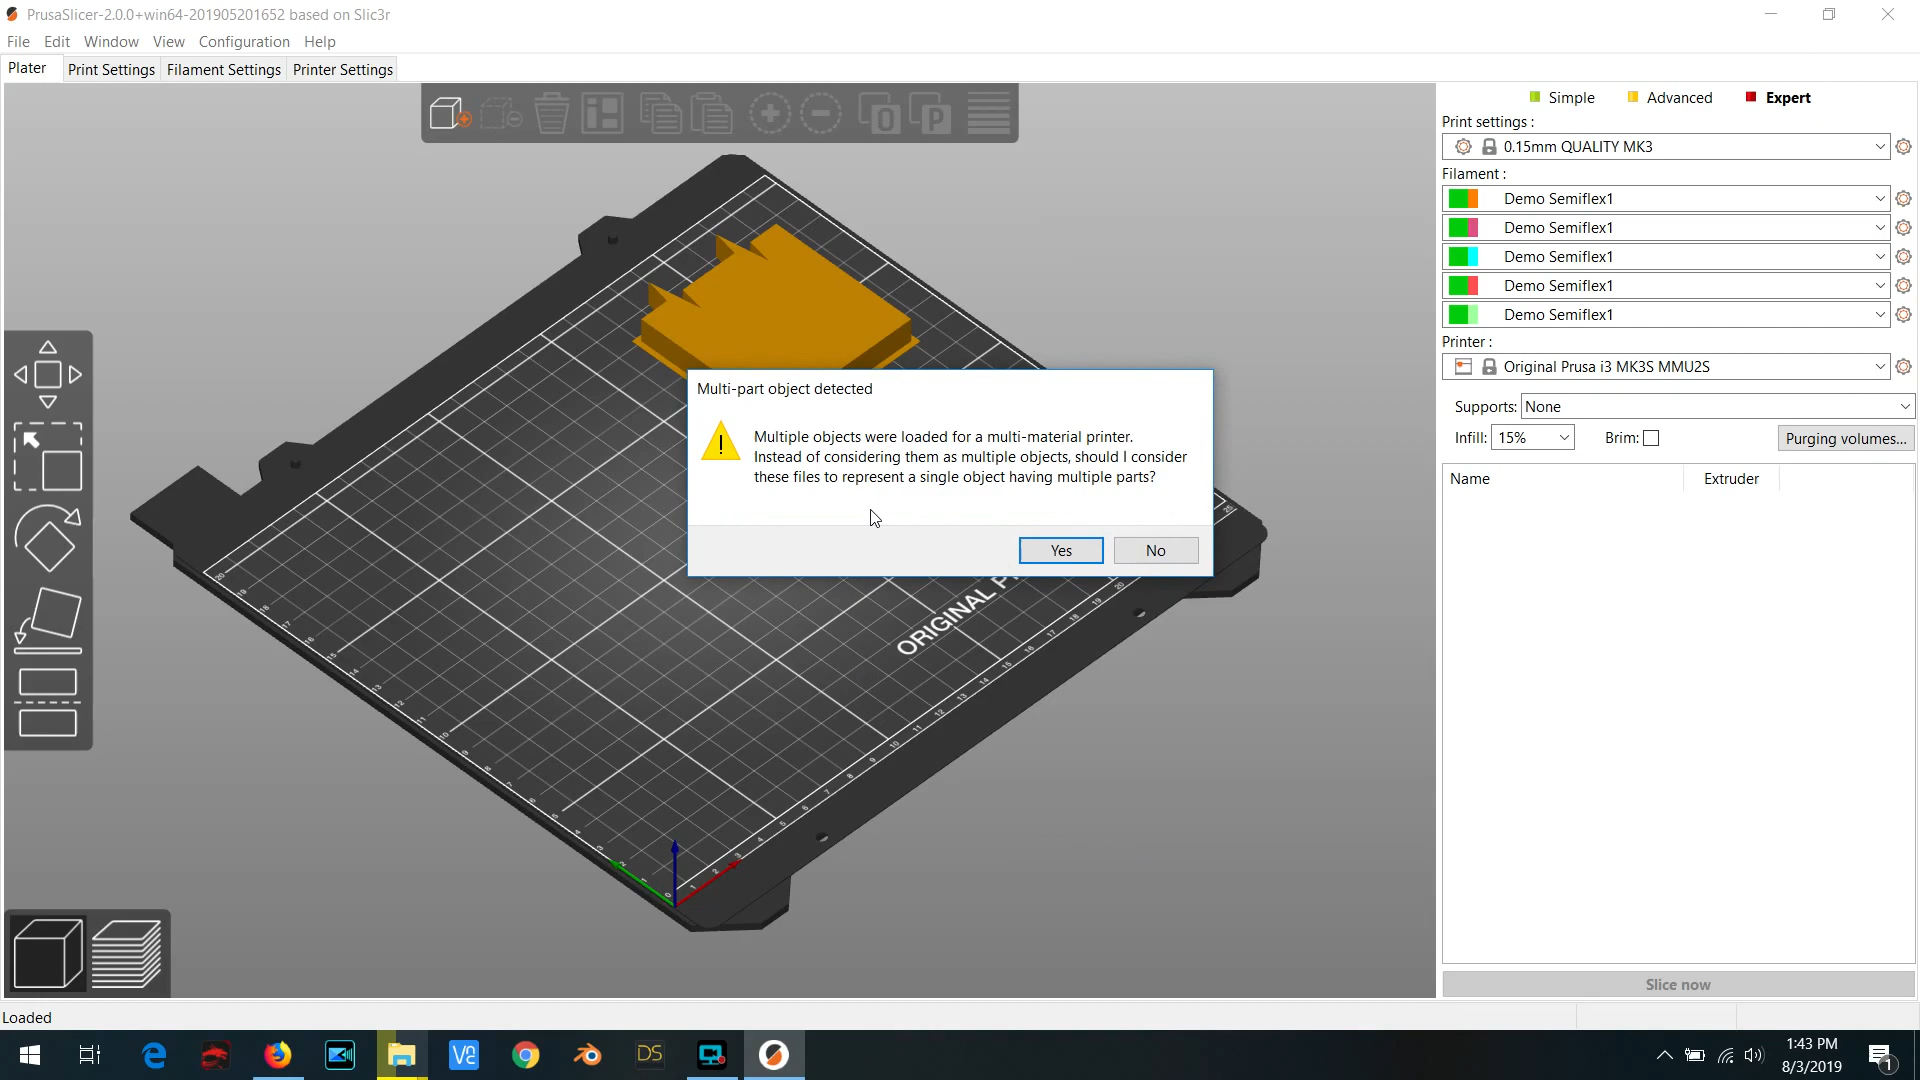 PrusaSlicer-2.0.0+win64-201905201652 based on Slic3r
File Edit Window View Configuration Help
Plater Print Settings Filament Settings Printer Settings
Simple Advanced Expert
Print settings :
0.15mm QUALITY MK3
Filament :
Demo Semiflex1
Demo Semiflex1
Demo Semiflex1
Demo Semiflex1
Demo Semiflex1
Printer :
Original Prusa i3 MK3S MMU2S
Supports: None
Infill: 15% Brim: Purging volumes...
Name Extruder
Multi-part object detected
Multiple objects were loaded for a multi-material printer.
Instead of considering them as multiple objects, should I consider
these files to represent a single object having multiple parts?
Yes No
ORIGINAL P
Slice now
Loaded
DS
1:43 PM
8/3/2019
1